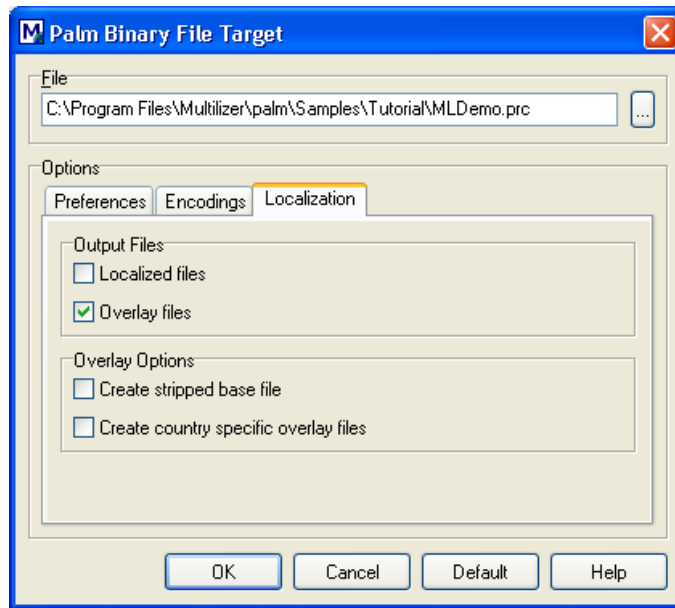 M Palm Binary File Target
File
C:\Program Files\Multilizer\palm\Samples\Tutorial\MLDemo.prc
...
Options
Preferences Encodings Localization
Output Files
Localized files
Overlay files
Overlay Options
Create stripped base file
Create country specific overlay files
OK Cancel Default Help